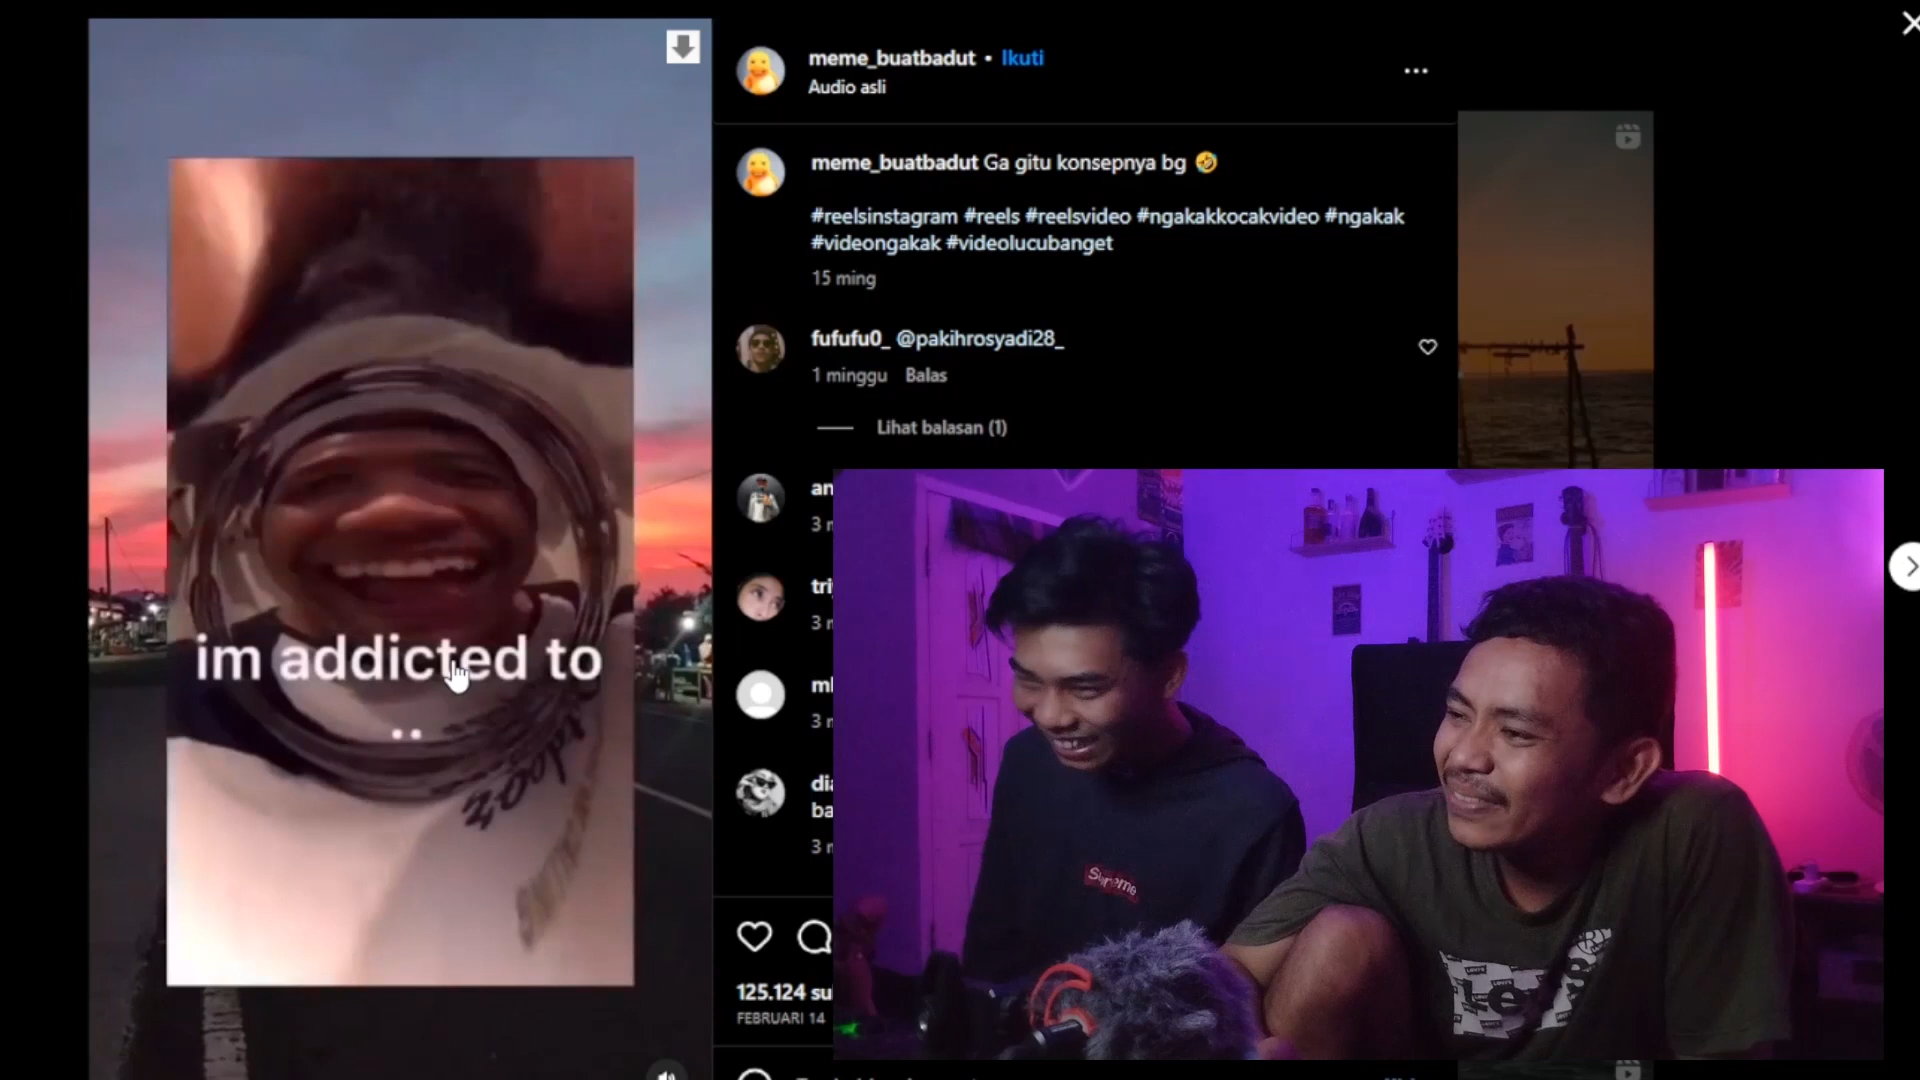 meme_buatbadut • Ikuti
Audio asli
meme_buatbadut Ga gitu konsepnya bg 🤣
#reelsinstagram #reels #reelsvideo #ngakakkocakvideo #ngakak
#videongakak #videolucubanget
15 ming
fufufu0_ @pakihrosyadi28_
1 minggu Balas
Lihat balasan (1)
im addicted to
..
125.124 su
FEBRUARI 14
Supreme